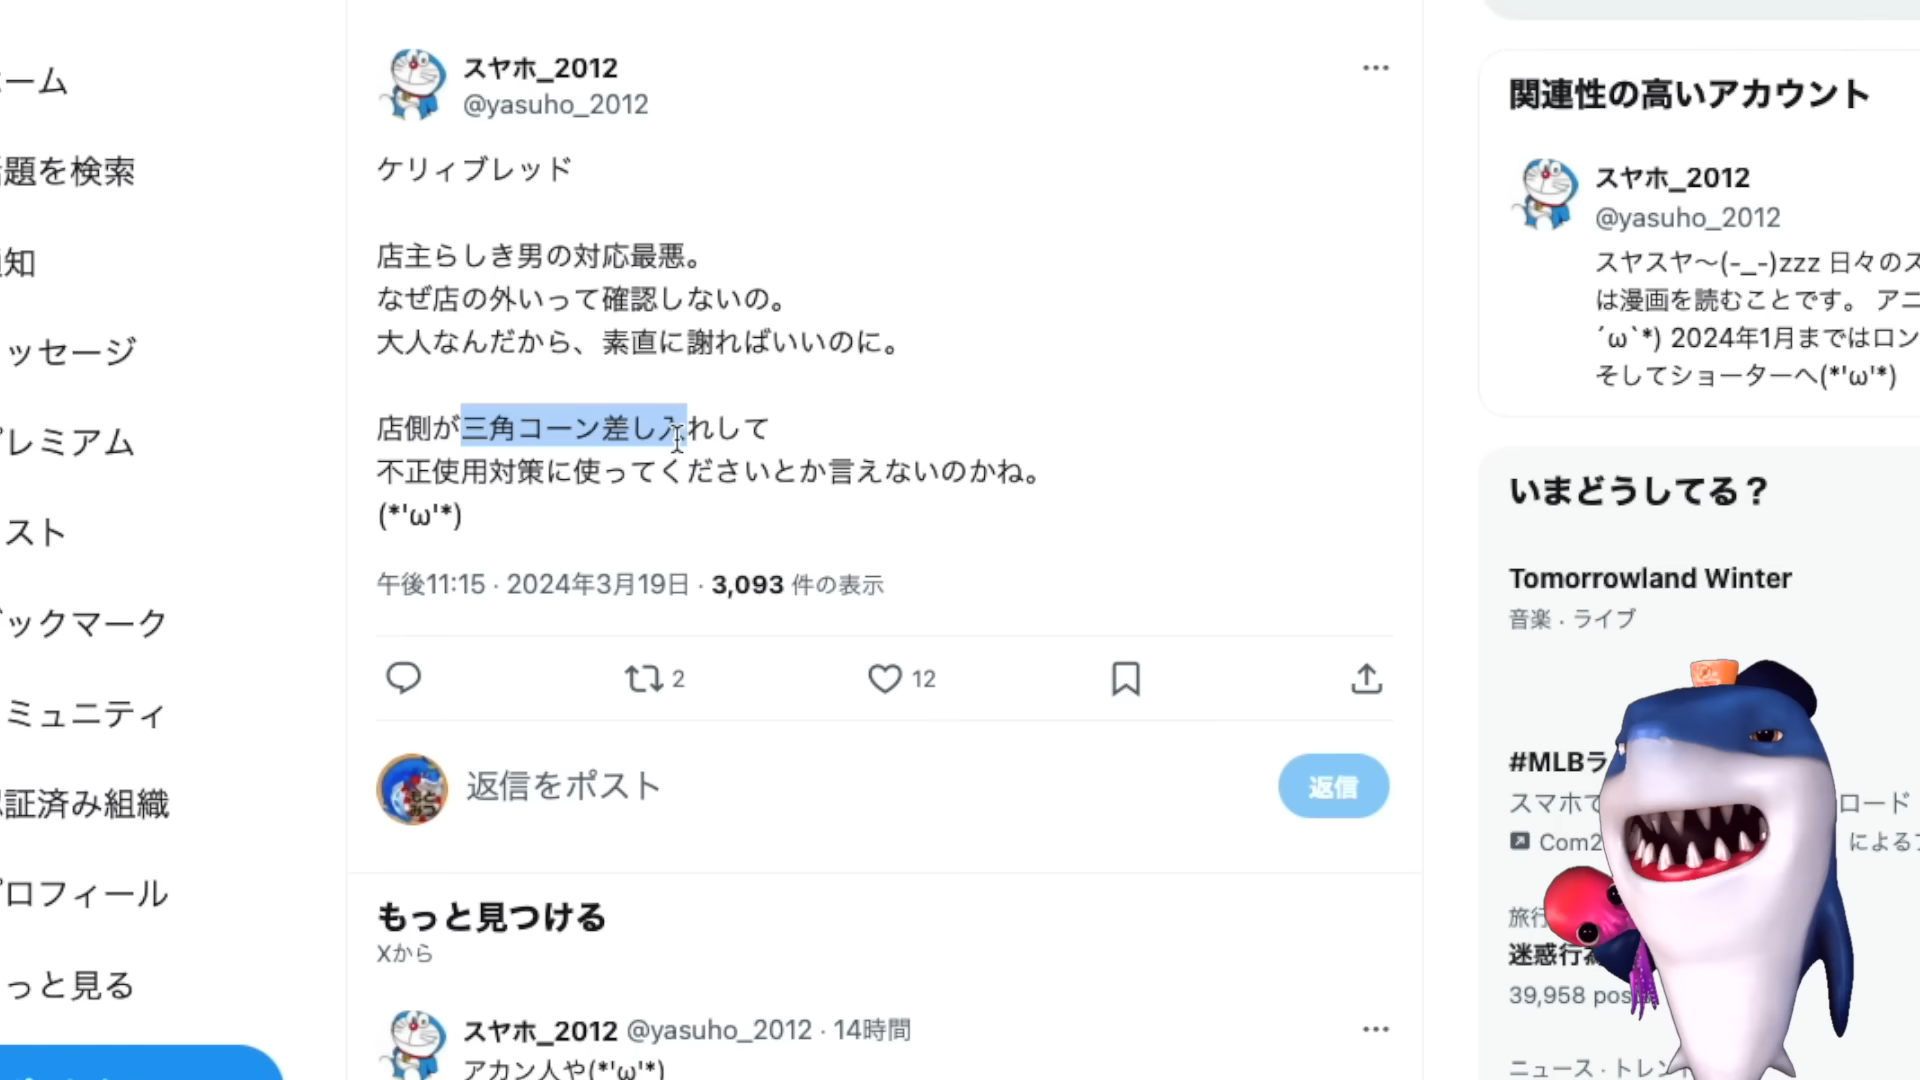 ーム
題を検索
知
ッセージ
プレミアム
スト
ックマーク
ミュニティ
証済み組織
プロフィール
っと見る
スヤホ_2012
@yasuho_2012
ケリィブレッド
店主らしき男の対応最悪。
なぜ店の外いって確認しないの。
大人なんだから、素直に謝ればいいのに。
店側が三角コーン差し入れして
不正使用対策に使ってくださいとか言えないのかね。
(*'ω'*)
午後11:15 · 2024年3月19日 · 3,093 件の表示
2
12
返信をポスト
返信
もっと見つける
Xから
スヤホ_2012 @yasuho_2012 · 14時間
アカン人や(*'ω'*)
関連性の高いアカウント
スヤホ_2012
@yasuho_2012
スヤスヤ〜(-_-)zzz 日々のス
は漫画を読むことです。 アニ
´ω`*) 2024年1月まではロン
そしてショーターへ(*'ω'*)
いまどうしてる？
Tomorrowland Winter
音楽 · ライブ
#MLBラ
スマホで
ロード
Com2
によるプ
旅行
迷惑行為
39,958 pos
ニュース · トレン